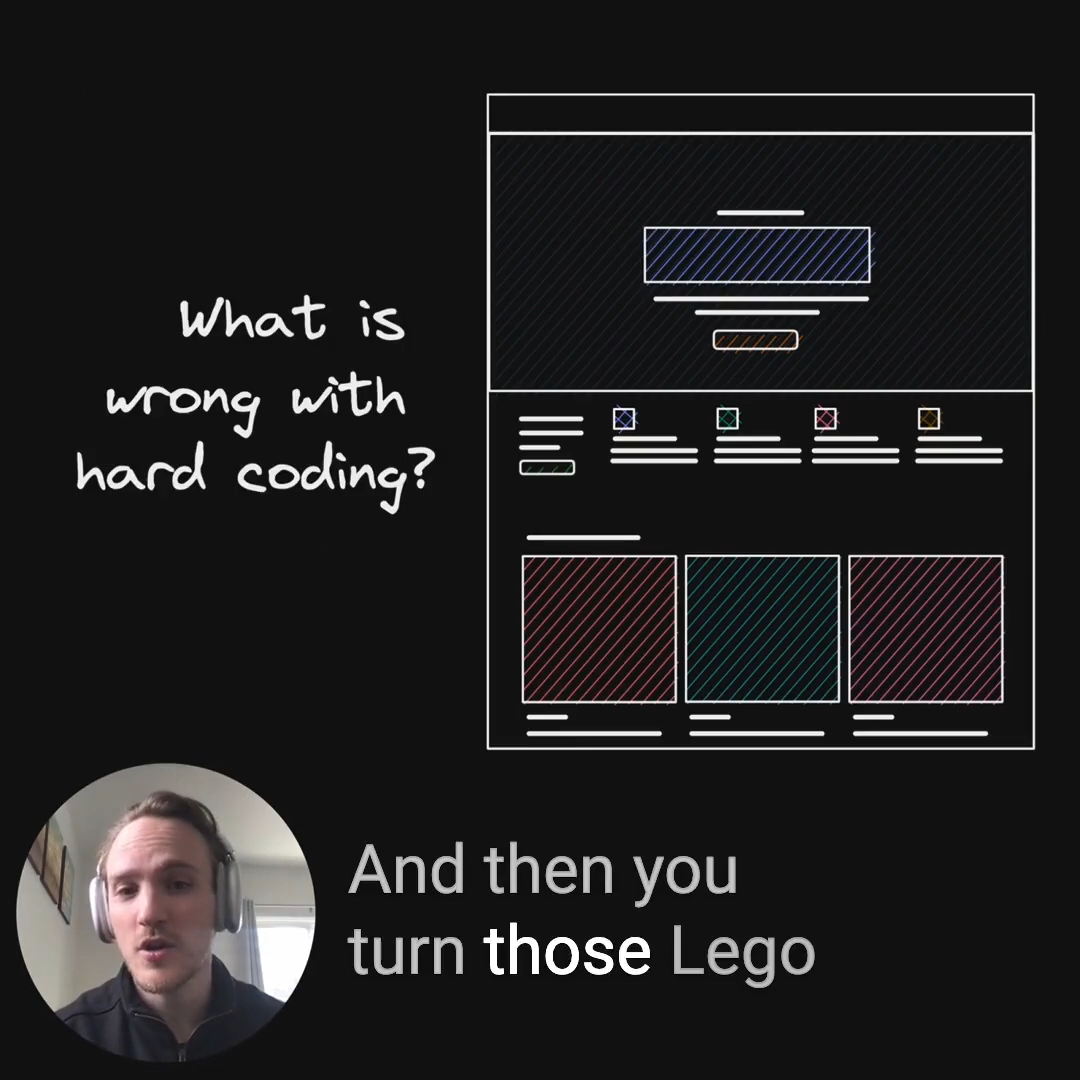 What is
wrong with
hard coding?
And then you
turn those Lego